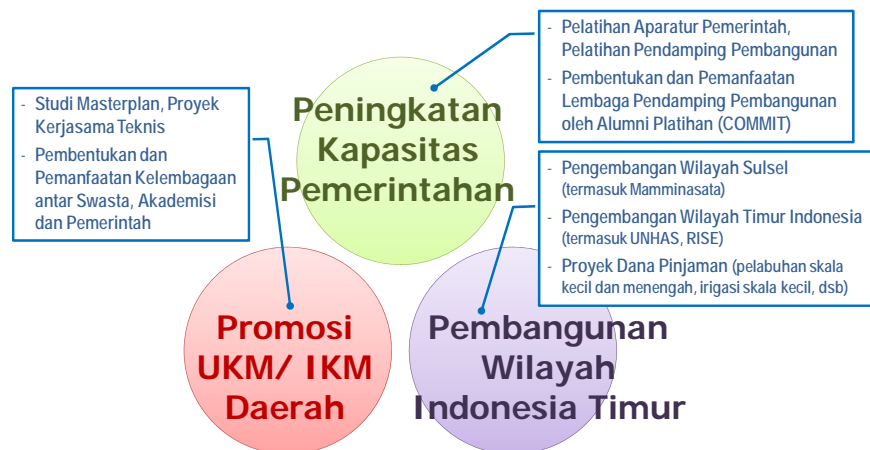 - Pelatihan Aparatur Pemerintah,
Pelatihan Pendamping Pembangunan
- Pembentukan dan Pemanfaatan
Lembaga Pendamping Pembangunan
oleh Alumni Platihan (COMMIT)
Peningkatan
Kapasitas
Pemerintahan
- Studi Masterplan, Proyek
Kerjasama Teknis
- Pembentukan dan
Pemanfaatan Kelembagaan
antar Swasta, Akademisi
dan Pemerintah
- Pengembangan Wilayah Sulsel
(termasuk Mamminasata)
- Pengembangan Wilayah Timur Indonesia
(termasuk UNHAS, RISE)
- Proyek Dana Pinjaman (pelabuhan skala
kecil dan menengah, irigasi skala kecil, dsb)
Promosi
UKM/ IKM
Daerah
Pembangunan
Wilayah
Indonesia Timur